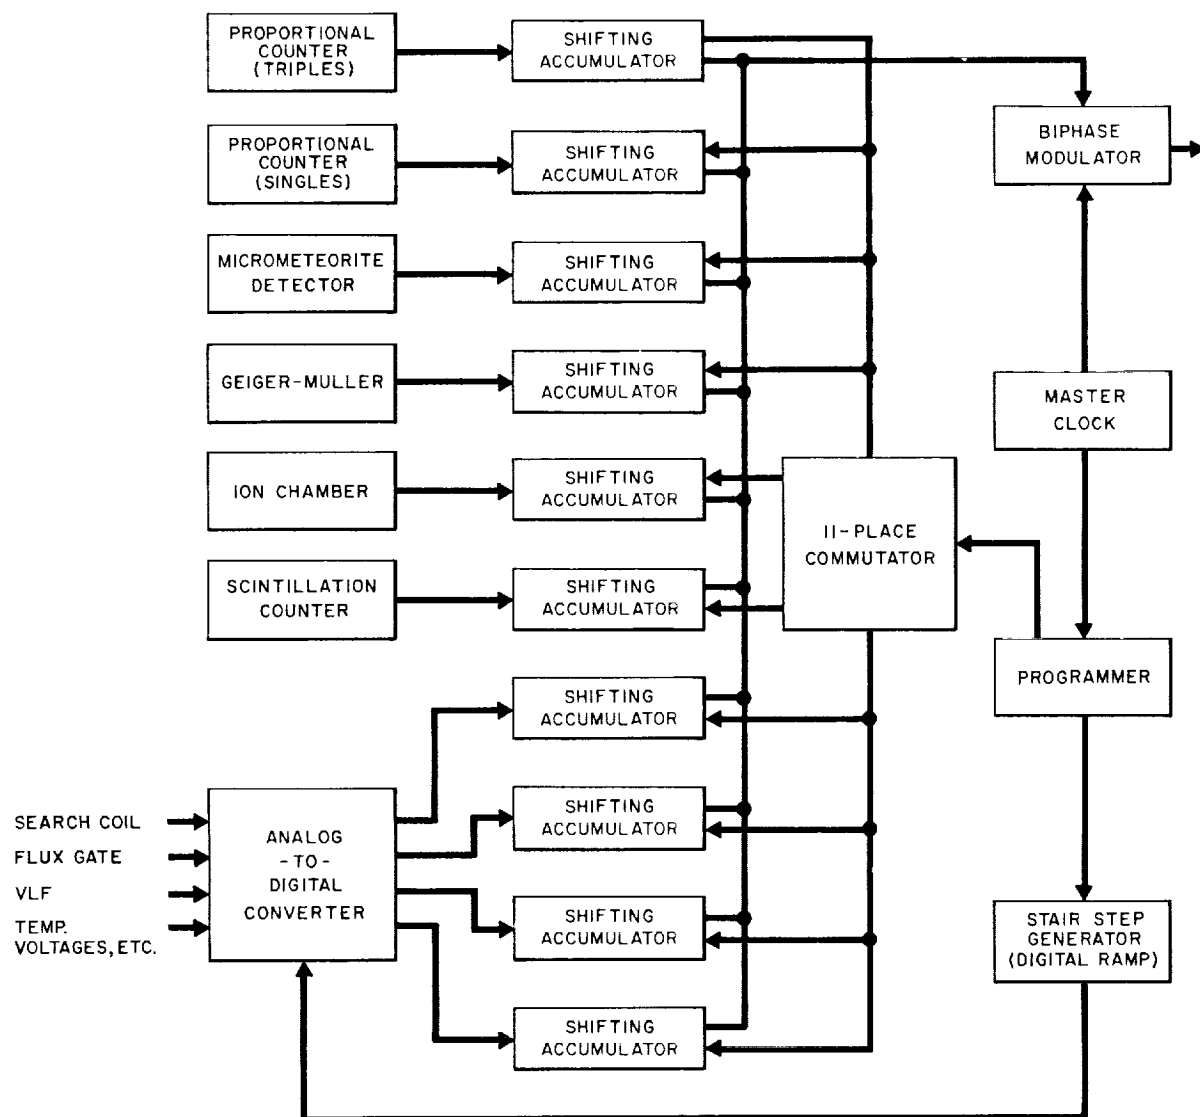 PROPORTIONAL
COUNTER
(TRIPLES)
SHIFTING
ACCUMULATOR
PROPORTIONAL
COUNTER
(SINGLES)
SHIFTING
ACCUMULATOR
BIPHASE
MODULATOR
MICROMETEORITE
DETECTOR
SHIFTING
ACCUMULATOR
GEIGER-MULLER
SHIFTING
ACCUMULATOR
MASTER
CLOCK
ION CHAMBER
SHIFTING
ACCUMULATOR
11-PLACE
COMMUTATOR
SCINTILLATION
COUNTER
SHIFTING
ACCUMULATOR
PROGRAMMER
SHIFTING
ACCUMULATOR
SEARCH COIL
FLUX GATE
VLF
TEMP.
VOLTAGES, ETC.
ANALOG
-TO-
DIGITAL
CONVERTER
SHIFTING
ACCUMULATOR
SHIFTING
ACCUMULATOR
STAIR STEP
GENERATOR
(DIGITAL RAMP)
SHIFTING
ACCUMULATOR